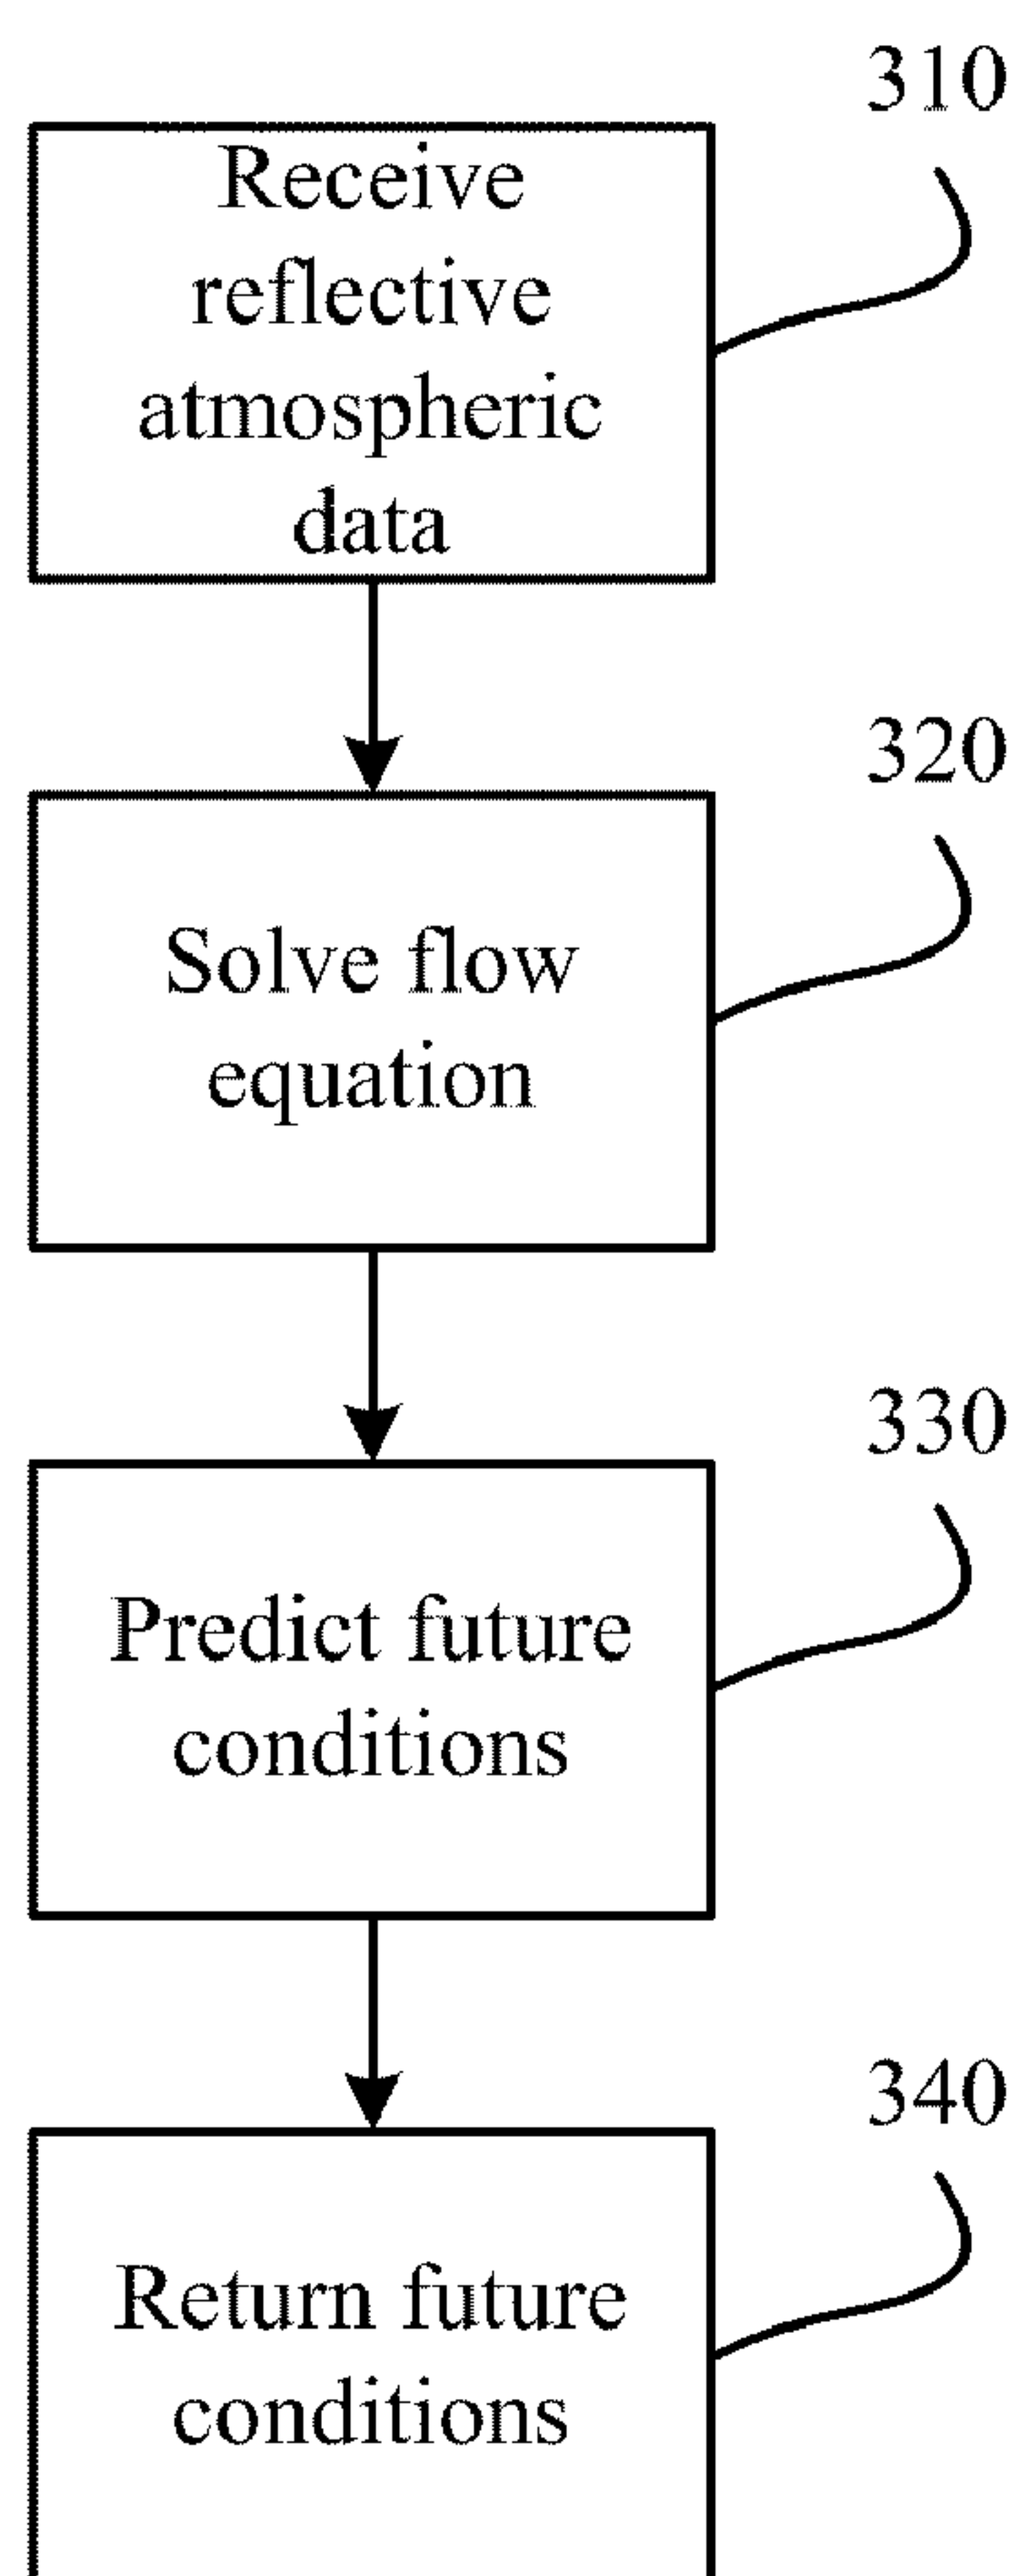 310
Receive
reflective
atmospheric
data
320
Solve flow
equation
330
Predict future
conditions
340
Return future
conditions